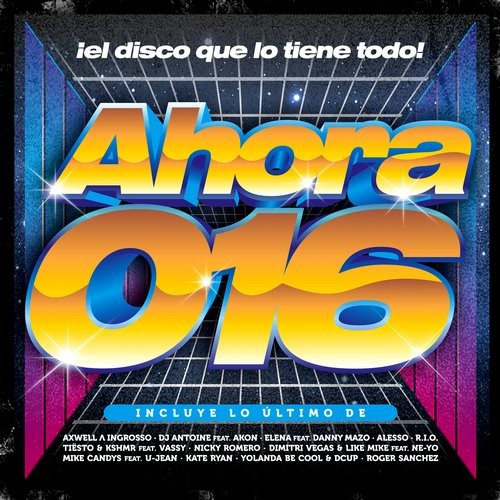 ¡el disco que lo tiene todo!
Ahora
016
INCLUYE LO ÚLTIMO DE
AXWELL Λ INGROSSO · DJ ANTOINE FEAT. AKON · ELENA FEAT. DANNY MAZO · ALESSO · R.I.O.
TIËSTO & KSHMR FEAT. VASSY · NICKY ROMERO · DIMITRI VEGAS & LIKE MIKE FEAT. NE-YO
MIKE CANDYS FEAT. U-JEAN · KATE RYAN · YOLANDA BE COOL & DCUP · ROGER SANCHEZ